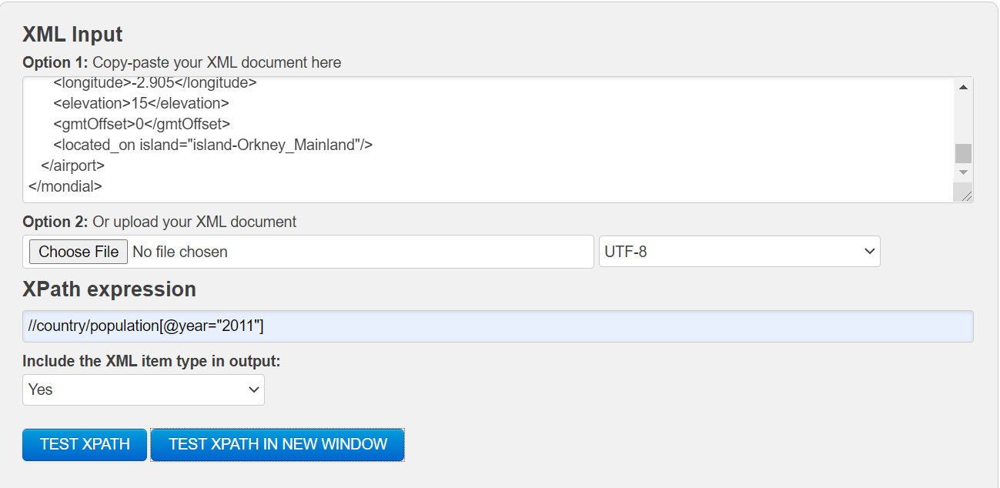 XML Input
Option 1: Copy-paste your XML document here
<longitude>-2.905</longitude>
<elevation>15</elevation>
<gmtOffset>0</gmtOffset>
<located_on island="island-Orkney_Mainland"/>
</airport>
</mondial>
Option 2: Or upload your XML document
Choose File No file chosen UTF-8
XPath expression
//country/population[@year="2011"]
Include the XML item type in output:
Yes
TEST XPATH TEST XPATH IN NEW WINDOW